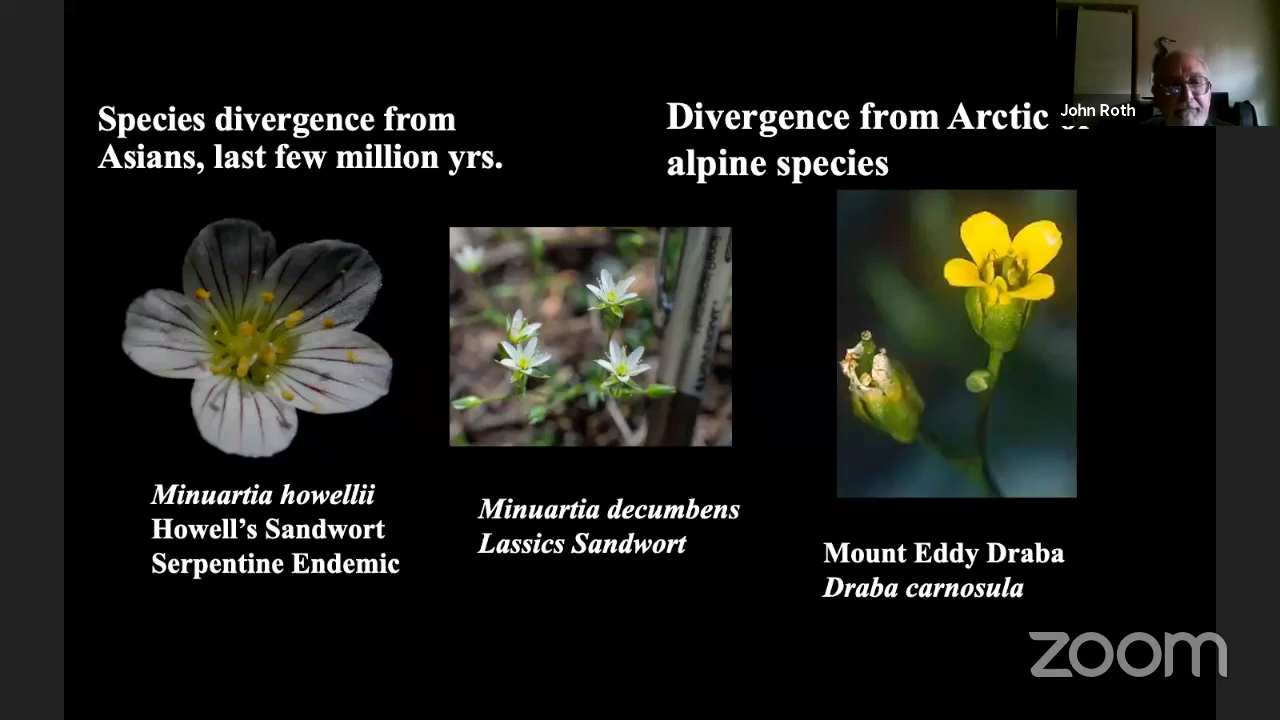 Species divergence from
Asians, last few million yrs.
Divergence from Arctic or
alpine species
John Roth
Minuartia howellii
Howell's Sandwort
Serpentine Endemic
Minuartia decumbens
Lassics Sandwort
Mount Eddy Draba
Draba carnosula
zoom